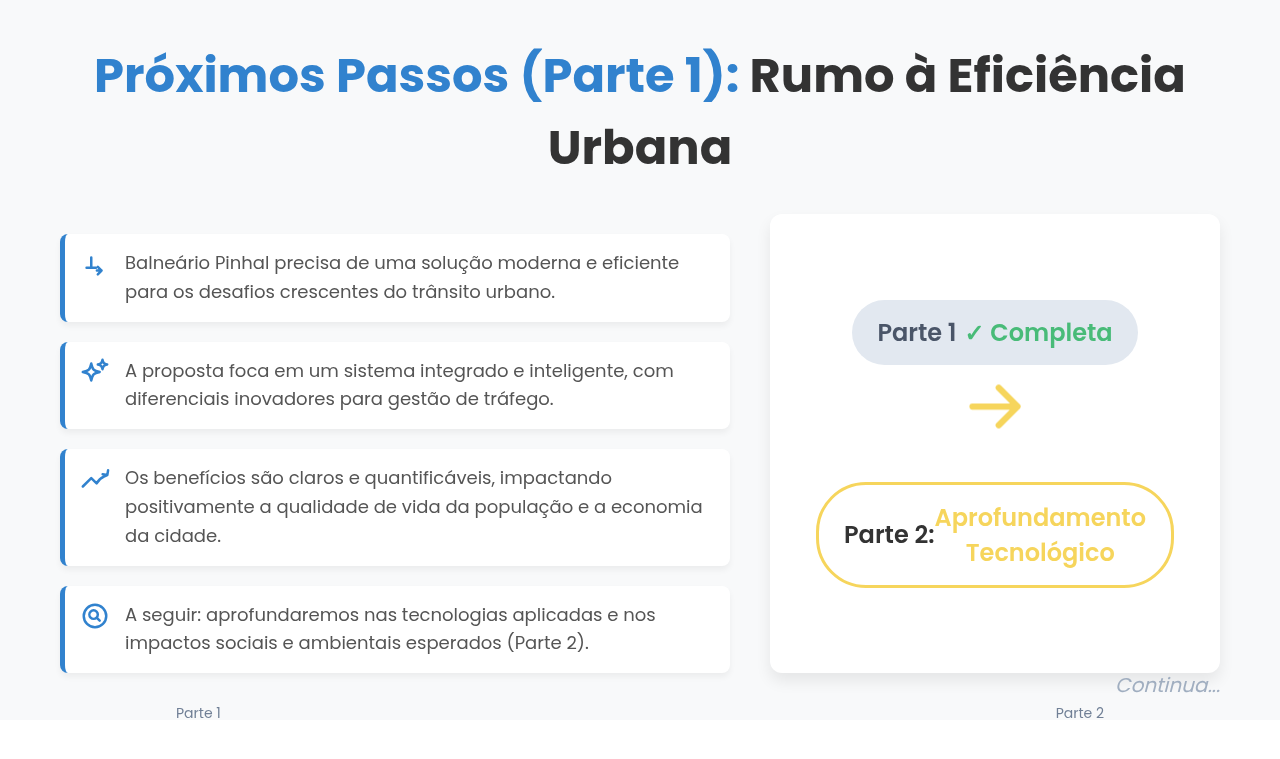 Próximos Passos (Parte 1): Rumo à Eficiência
Urbana
Balneário Pinhal precisa de uma solução moderna e eficiente
para os desafios crescentes do trânsito urbano.
A proposta foca em um sistema integrado e inteligente, com
diferenciais inovadores para gestão de tráfego.
Os benefícios são claros e quantificáveis, impactando
positivamente a qualidade de vida da população e a economia
da cidade.
A seguir: aprofundaremos nas tecnologias aplicadas e nos
impactos sociais e ambientais esperados (Parte 2).
Parte 1 ✓ Completa
Parte 2: Aprofundamento
Tecnológico
Continua...
Parte 1
Parte 2